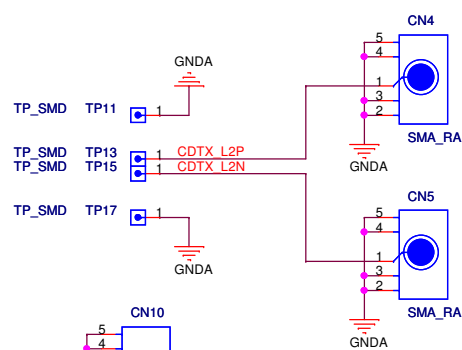 CN4
5
4
1
3
2
SMA_RA
GNDA
GNDA
TP_SMD TP11 1
TP_SMD TP13 1 CDTX_L2P
TP_SMD TP15 1 CDTX_L2N
TP_SMD TP17 1
GNDA
CN5
5
4
1
3
2
SMA_RA
GNDA
CN10
5
4